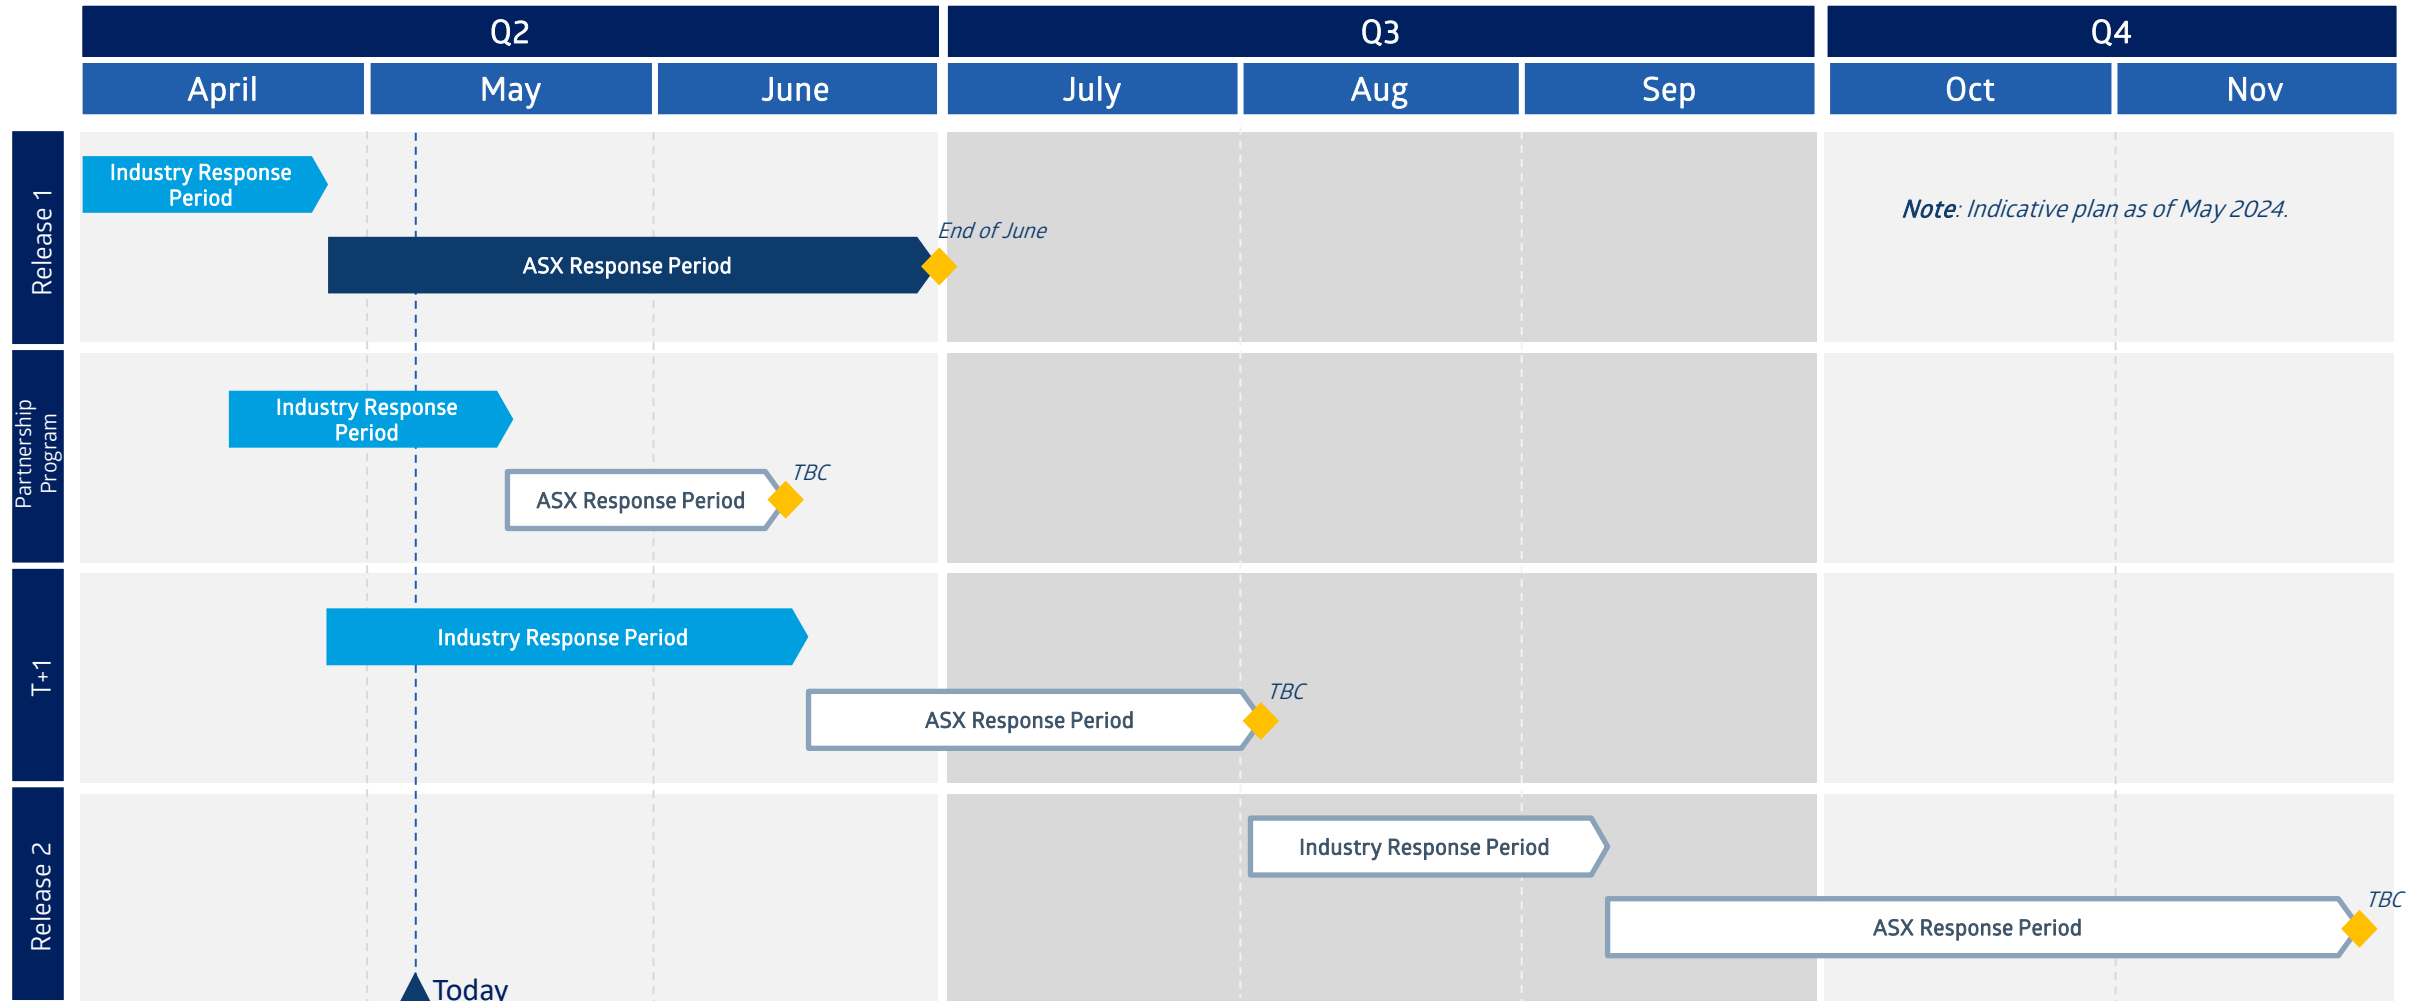 Q2
Q3
Q4
April
May
June
July
Aug
Sep
Oct
Nov
Release 1
Industry Response
Period
Note: Indicative plan as of May 2024.
End of June
ASX Response Period
Partnership
Program
Industry Response
Period
TBC
ASX Response Period
T+1
Industry Response Period
TBC
ASX Response Period
Release 2
Industry Response Period
TBC
ASX Response Period
Today